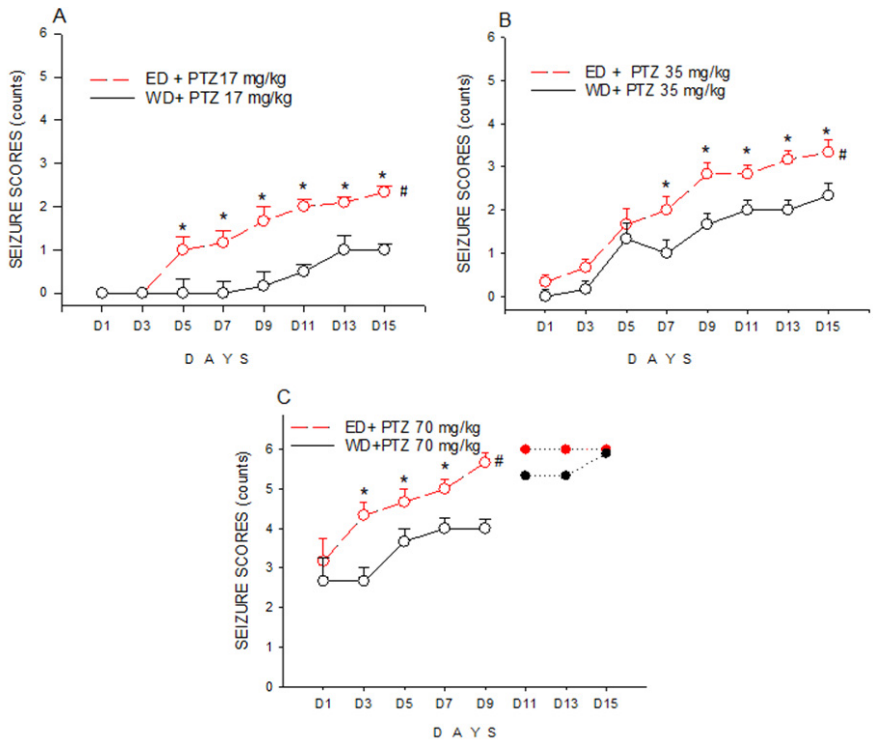 A
SEIZURE SCORES (counts)
6
5
4
3
2
1
0
ED + PTZ17 mg/kg
WD+ PTZ 17 mg/kg
* * * * * * #
D1 D3 D5 D7 D9 D11 D13 D15
D A Y S
B
SEIZURE SCORES (counts)
6
5
4
3
2
1
0
ED + PTZ 35 mg/kg
WD+ PTZ 35 mg/kg
* * * * * #
D1 D3 D5 D7 D9 D11 D13 D15
D A Y S
C
SEIZURE SCORES (counts)
6
5
4
3
2
1
0
ED+ PTZ 70 mg/kg
WD+PTZ 70 mg/kg
* * * #
D1 D3 D5 D7 D9 D11 D13 D15
D A Y S